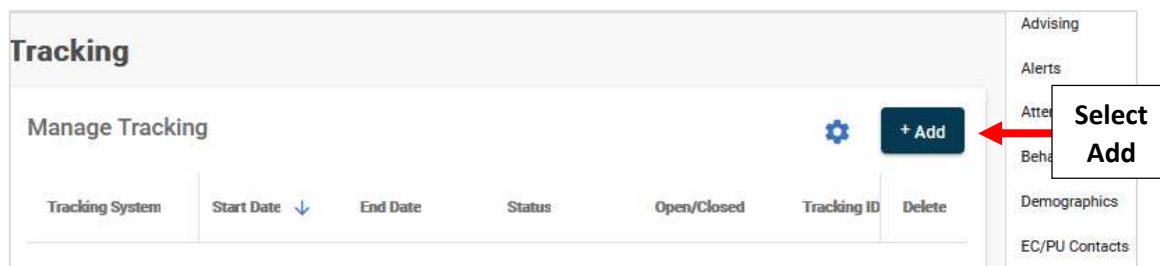 Tracking
Manage Tracking
+ Add
Tracking System Start Date End Date Status Open/Closed Tracking ID Delete
Advising
Alerts
Select
Add
Demographics
EC/PU Contacts